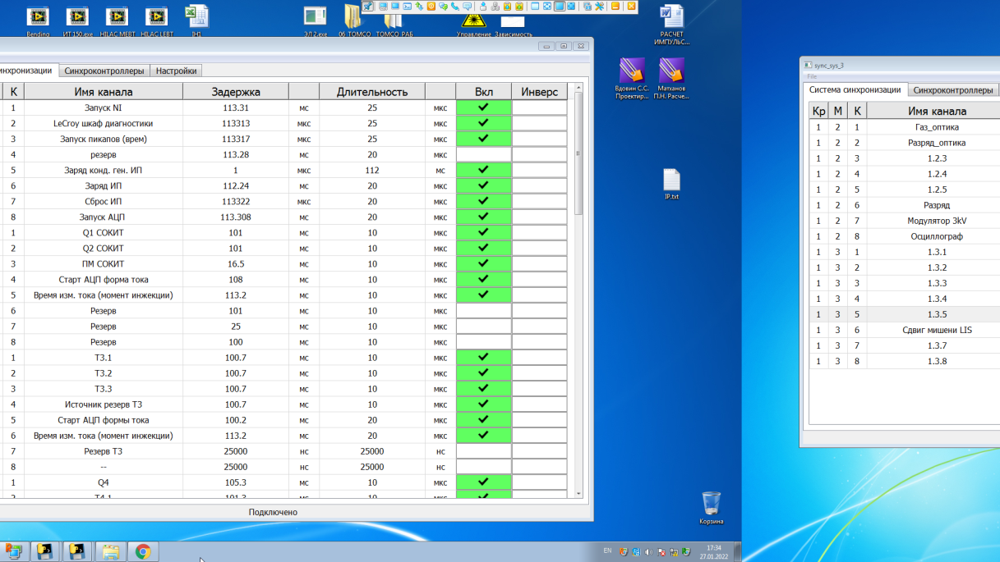 Bending
ИТ 150.exe
HILAC MEBT
HILAC LEBT
ІН1
ЭЛ 2.exe
06_TOMCO
TOMCO_РАБ
Управление
Зависимость
РАСЧЕТ ИМПУЛЬС...
Вдовин С.С. Проектир...
Матханов П.Н. Расче...
IP.txt
Корзина
инхронизации
Синхроконтроллеры
Настройки
К Имя канала Задержка Длительность Вкл Инверс
1 Запуск NI 113.31 мс 25 мкс
2 LeCroy шкаф диагностики 113313 мкс 25 мкс
3 Запуск пикапов (врем) 113317 мкс 25 мкс
4 резерв 113.28 мс 20 мкс
5 Заряд конд. ген. ИП 1 мкс 112 мс
6 Заряд ИП 112.24 мс 20 мкс
7 Сброс ИП 113322 мкс 20 мкс
8 Запуск АЦП 113.308 мс 20 мкс
1 Q1 СОКИТ 101 мс 10 мкс
2 Q2 СОКИТ 101 мс 10 мкс
3 ПМ СОКИТ 16.5 мс 10 мкс
4 Старт АЦП форма тока 108 мс 10 мкс
5 Время изм. тока (момент инжекции) 113.2 мс 10 мкс
6 Резерв 101 мс 10 мкс
7 Резерв 25 мс 10 мкс
8 Резерв 100 мс 10 мкс
1 Т3.1 100.7 мс 10 мкс
2 Т3.2 100.7 мс 10 мкс
3 Т3.3 100.7 мс 10 мкс
4 Источник резерв Т3 100.7 мс 10 мкс
5 Старт АЦП формы тока 100.2 мс 20 мкс
6 Время изм. тока (момент инжекции) 113.2 мс 20 мкс
7 Резерв Т3 25000 нс 25000 нс
8 -- 25000 нс 25000 нс
1 Q4 105.3 мс 10 мкс
2 Т4.1 101.3 мс 10 мкс
Подключено
sync_sys_3
File
Система синхронизации
Синхроконтроллеры
Кр М К Имя канала
1 2 1 Газ_оптика
1 2 2 Разряд_оптика
1 2 3 1.2.3
1 2 4 1.2.4
1 2 5 1.2.5
1 2 6 Разряд
1 2 7 Модулятор 3kV
1 2 8 Осциллограф
1 3 1 1.3.1
1 3 2 1.3.2
1 3 3 1.3.3
1 3 4 1.3.4
1 3 5 1.3.5
1 3 6 Сдвиг мишени LIS
1 3 7 1.3.7
1 3 8 1.3.8
EN
17:34
27.01.2022